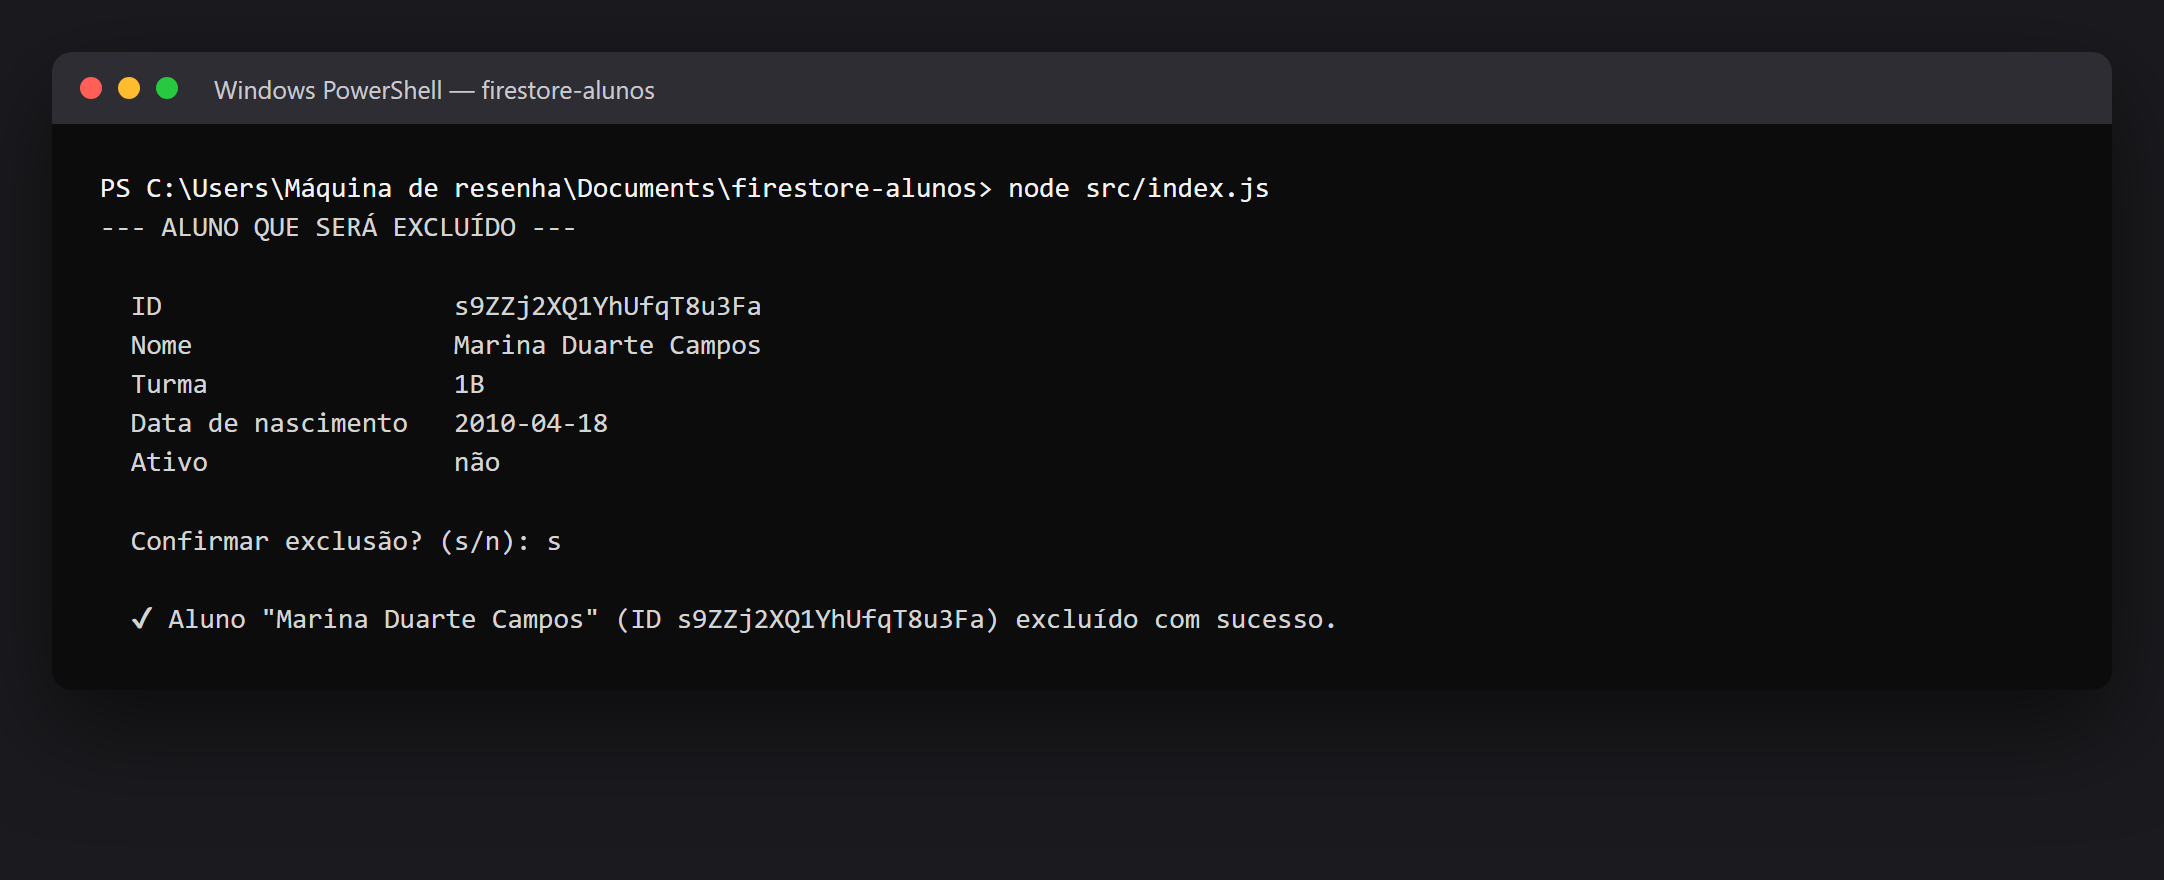 Windows PowerShell — firestore-alunos
PS C:\Users\Máquina de resenha\Documents\firestore-alunos> node src/index.js
--- ALUNO QUE SERÁ EXCLUÍDO ---
ID s9ZZj2XQ1YhUfqT8u3Fa
Nome Marina Duarte Campos
Turma 1B
Data de nascimento 2010-04-18
Ativo não
Confirmar exclusão? (s/n): s
✔ Aluno "Marina Duarte Campos" (ID s9ZZj2XQ1YhUfqT8u3Fa) excluído com sucesso.